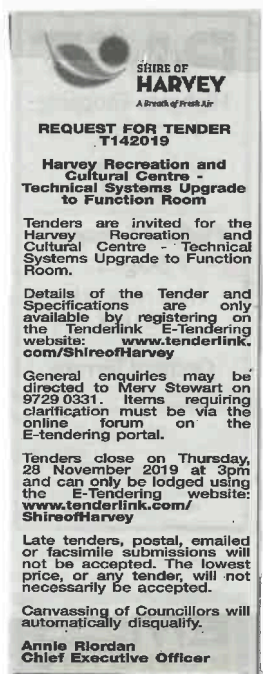 SHIRE OF
HARVEY
A Breath of Fresh Air
REQUEST FOR TENDER
T142019
Harvey Recreation and
Cultural Centre -
Technical Systems Upgrade
to Function Room
Tenders are invited for the
Harvey Recreation and
Cultural Centre - Technical
Systems Upgrade to Function
Room.
Details of the Tender and
Specifications are only
available by registering on
the Tenderlink E-Tendering
website: www.tenderlink.
com/ShireofHarvey
General enquiries may be
directed to Merv Stewart on
9729 0331. Items requiring
clarification must be via the
online forum on the
E-tendering portal.
Tenders close on Thursday,
28 November 2019 at 3pm
and can only be lodged using
the E-Tendering website:
www.tenderlink.com/
ShireofHarvey
Late tenders, postal, emailed
or facsimile submissions will
not be accepted. The lowest
price, or any tender, will not
necessarily be accepted.
Canvassing of Councillors will
automatically disqualify.
Annie Riordan
Chief Executive Officer